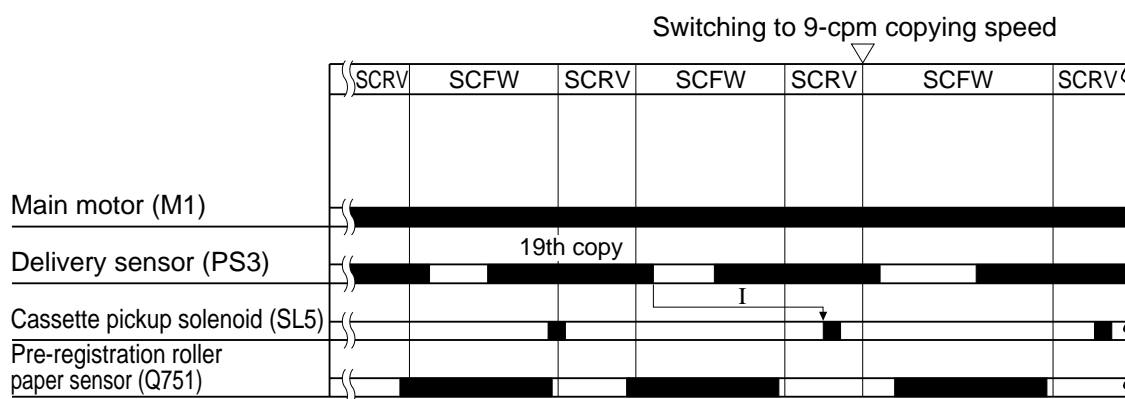 Switching to 9-cpm copying speed
SCRV SCFW SCRV SCFW SCRV SCFW SCRV
Main motor (M1)
19th copy
Delivery sensor (PS3)
I
Cassette pickup solenoid (SL5)
Pre-registration roller
paper sensor (Q751)